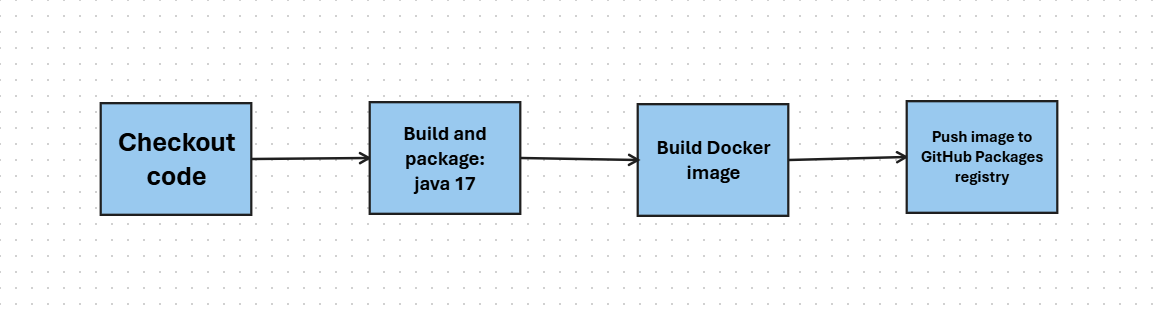 Checkout
code
Build and
package:
java 17
Build Docker
image
Push image to
GitHub Packages
registry